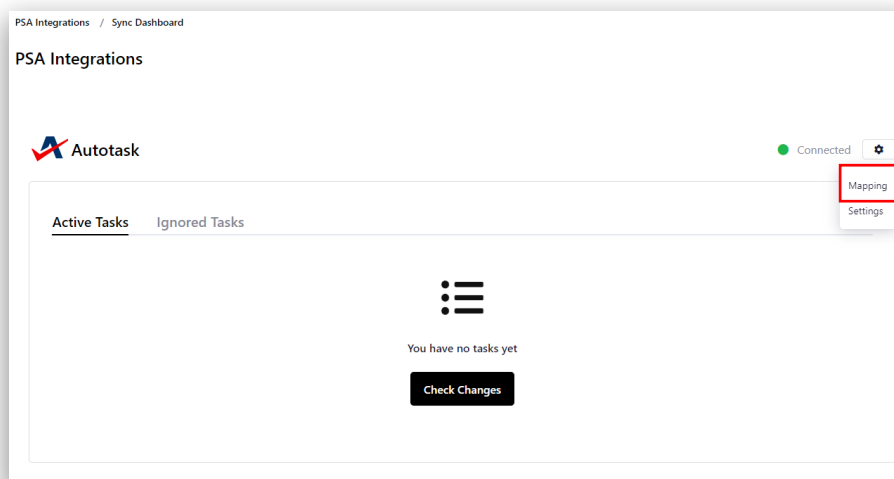 PSA Integrations / Sync Dashboard
PSA Integrations
Autotask
Connected
Mapping
Settings
Active Tasks Ignored Tasks
You have no tasks yet
Check Changes